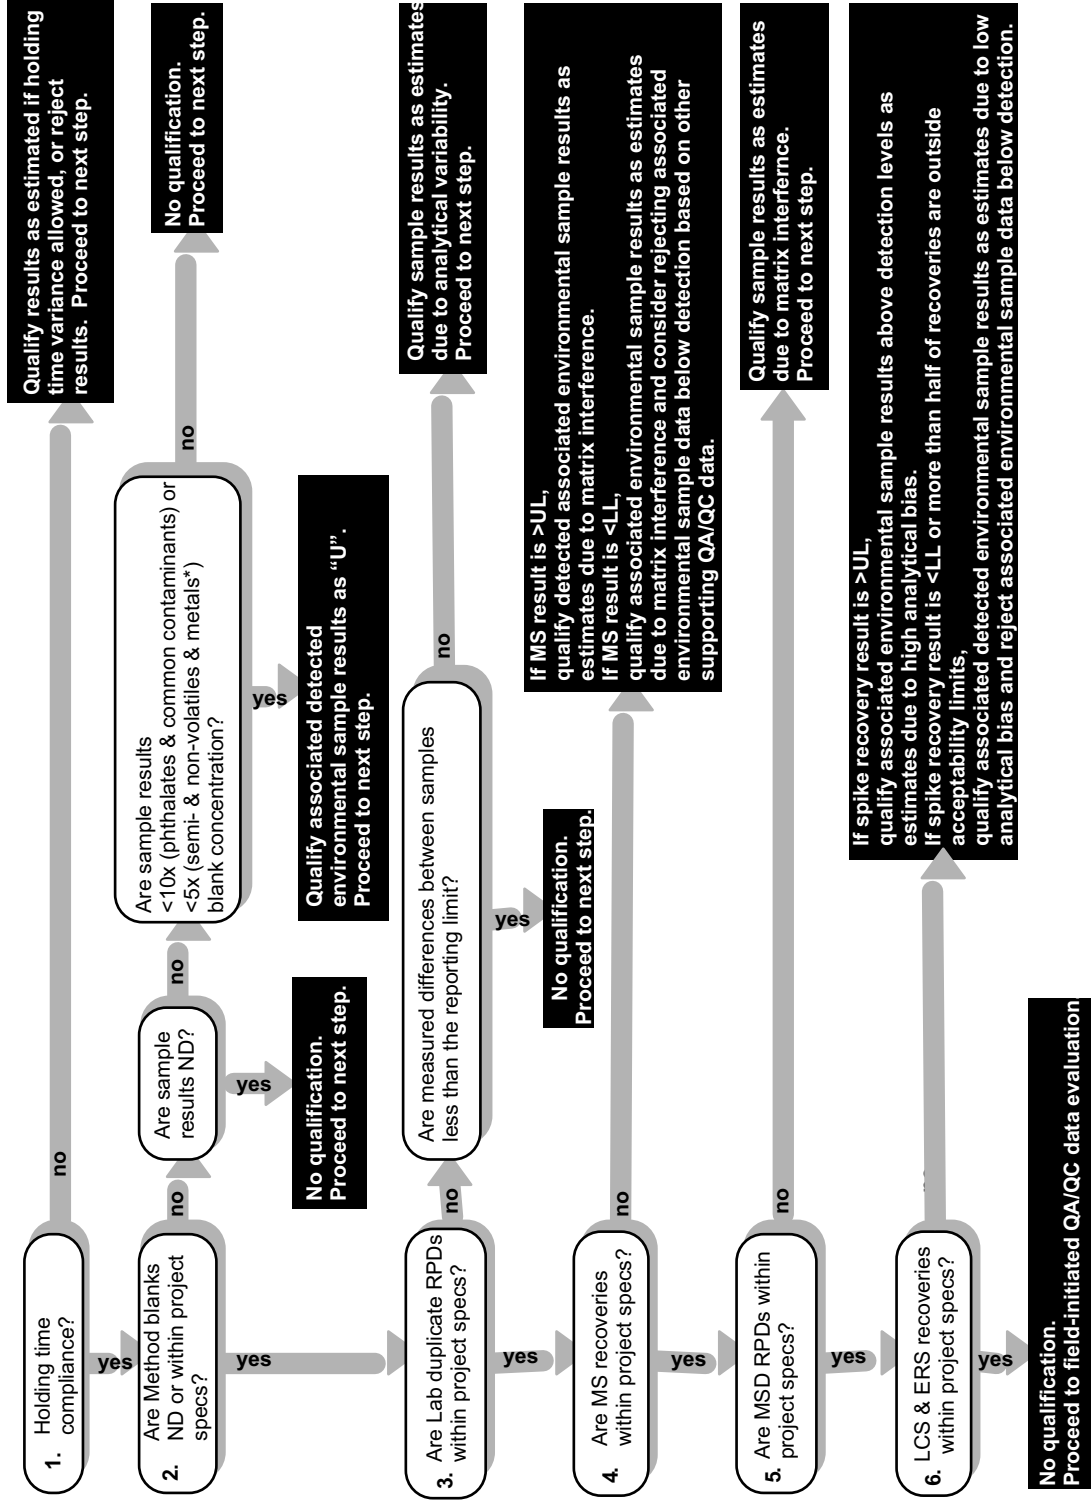 1. Holding time
compliance?
no
Qualify results as estimated if holding
time variance allowed, or reject
results. Proceed to next step.
yes
2. Are Method blanks
ND or within project
specs?
no
Are sample
results ND?
no
Are sample results
<10x (phthalates & common contaminants) or
<5x (semi- & non-volatiles & metals*)
blank concentration?
no
No qualification.
Proceed to next step.
yes
yes
No qualification.
Proceed to next step.
yes
Qualify associated detected
environmental sample results as “U”.
Proceed to next step.
3. Are Lab duplicate RPDs
within project specs?
no
Are measured differences between samples
less than the reporting limit?
no
Qualify sample results as estimates
due to analytical variability.
Proceed to next step.
yes
yes
No qualification.
Proceed to next step.
4. Are MS recoveries
within project specs?
no
If MS result is >UL,
qualify detected associated environmental sample results as
estimates due to matrix interference.
If MS result is <LL,
qualify associated environmental sample results as estimates
due to matrix interference and consider rejecting associated
environmental sample data below detection based on other
supporting QA/QC data.
yes
5. Are MSD RPDs within
project specs?
no
Qualify sample results as estimates
due to matrix interfernce.
Proceed to next step.
yes
6. LCS & ERS recoveries
within project specs?
If spike recovery result is >UL,
qualify associated environmental sample results above detection levels as
estimates due to high analytical bias.
If spike recovery result is <LL or more than half of recoveries are outside
acceptability limits,
qualify associated detected environmental sample results as estimates due to low
analytical bias and reject associated environmental sample data below detection.
yes
No qualification.
Proceed to field-initiated QA/QC data evaluation.